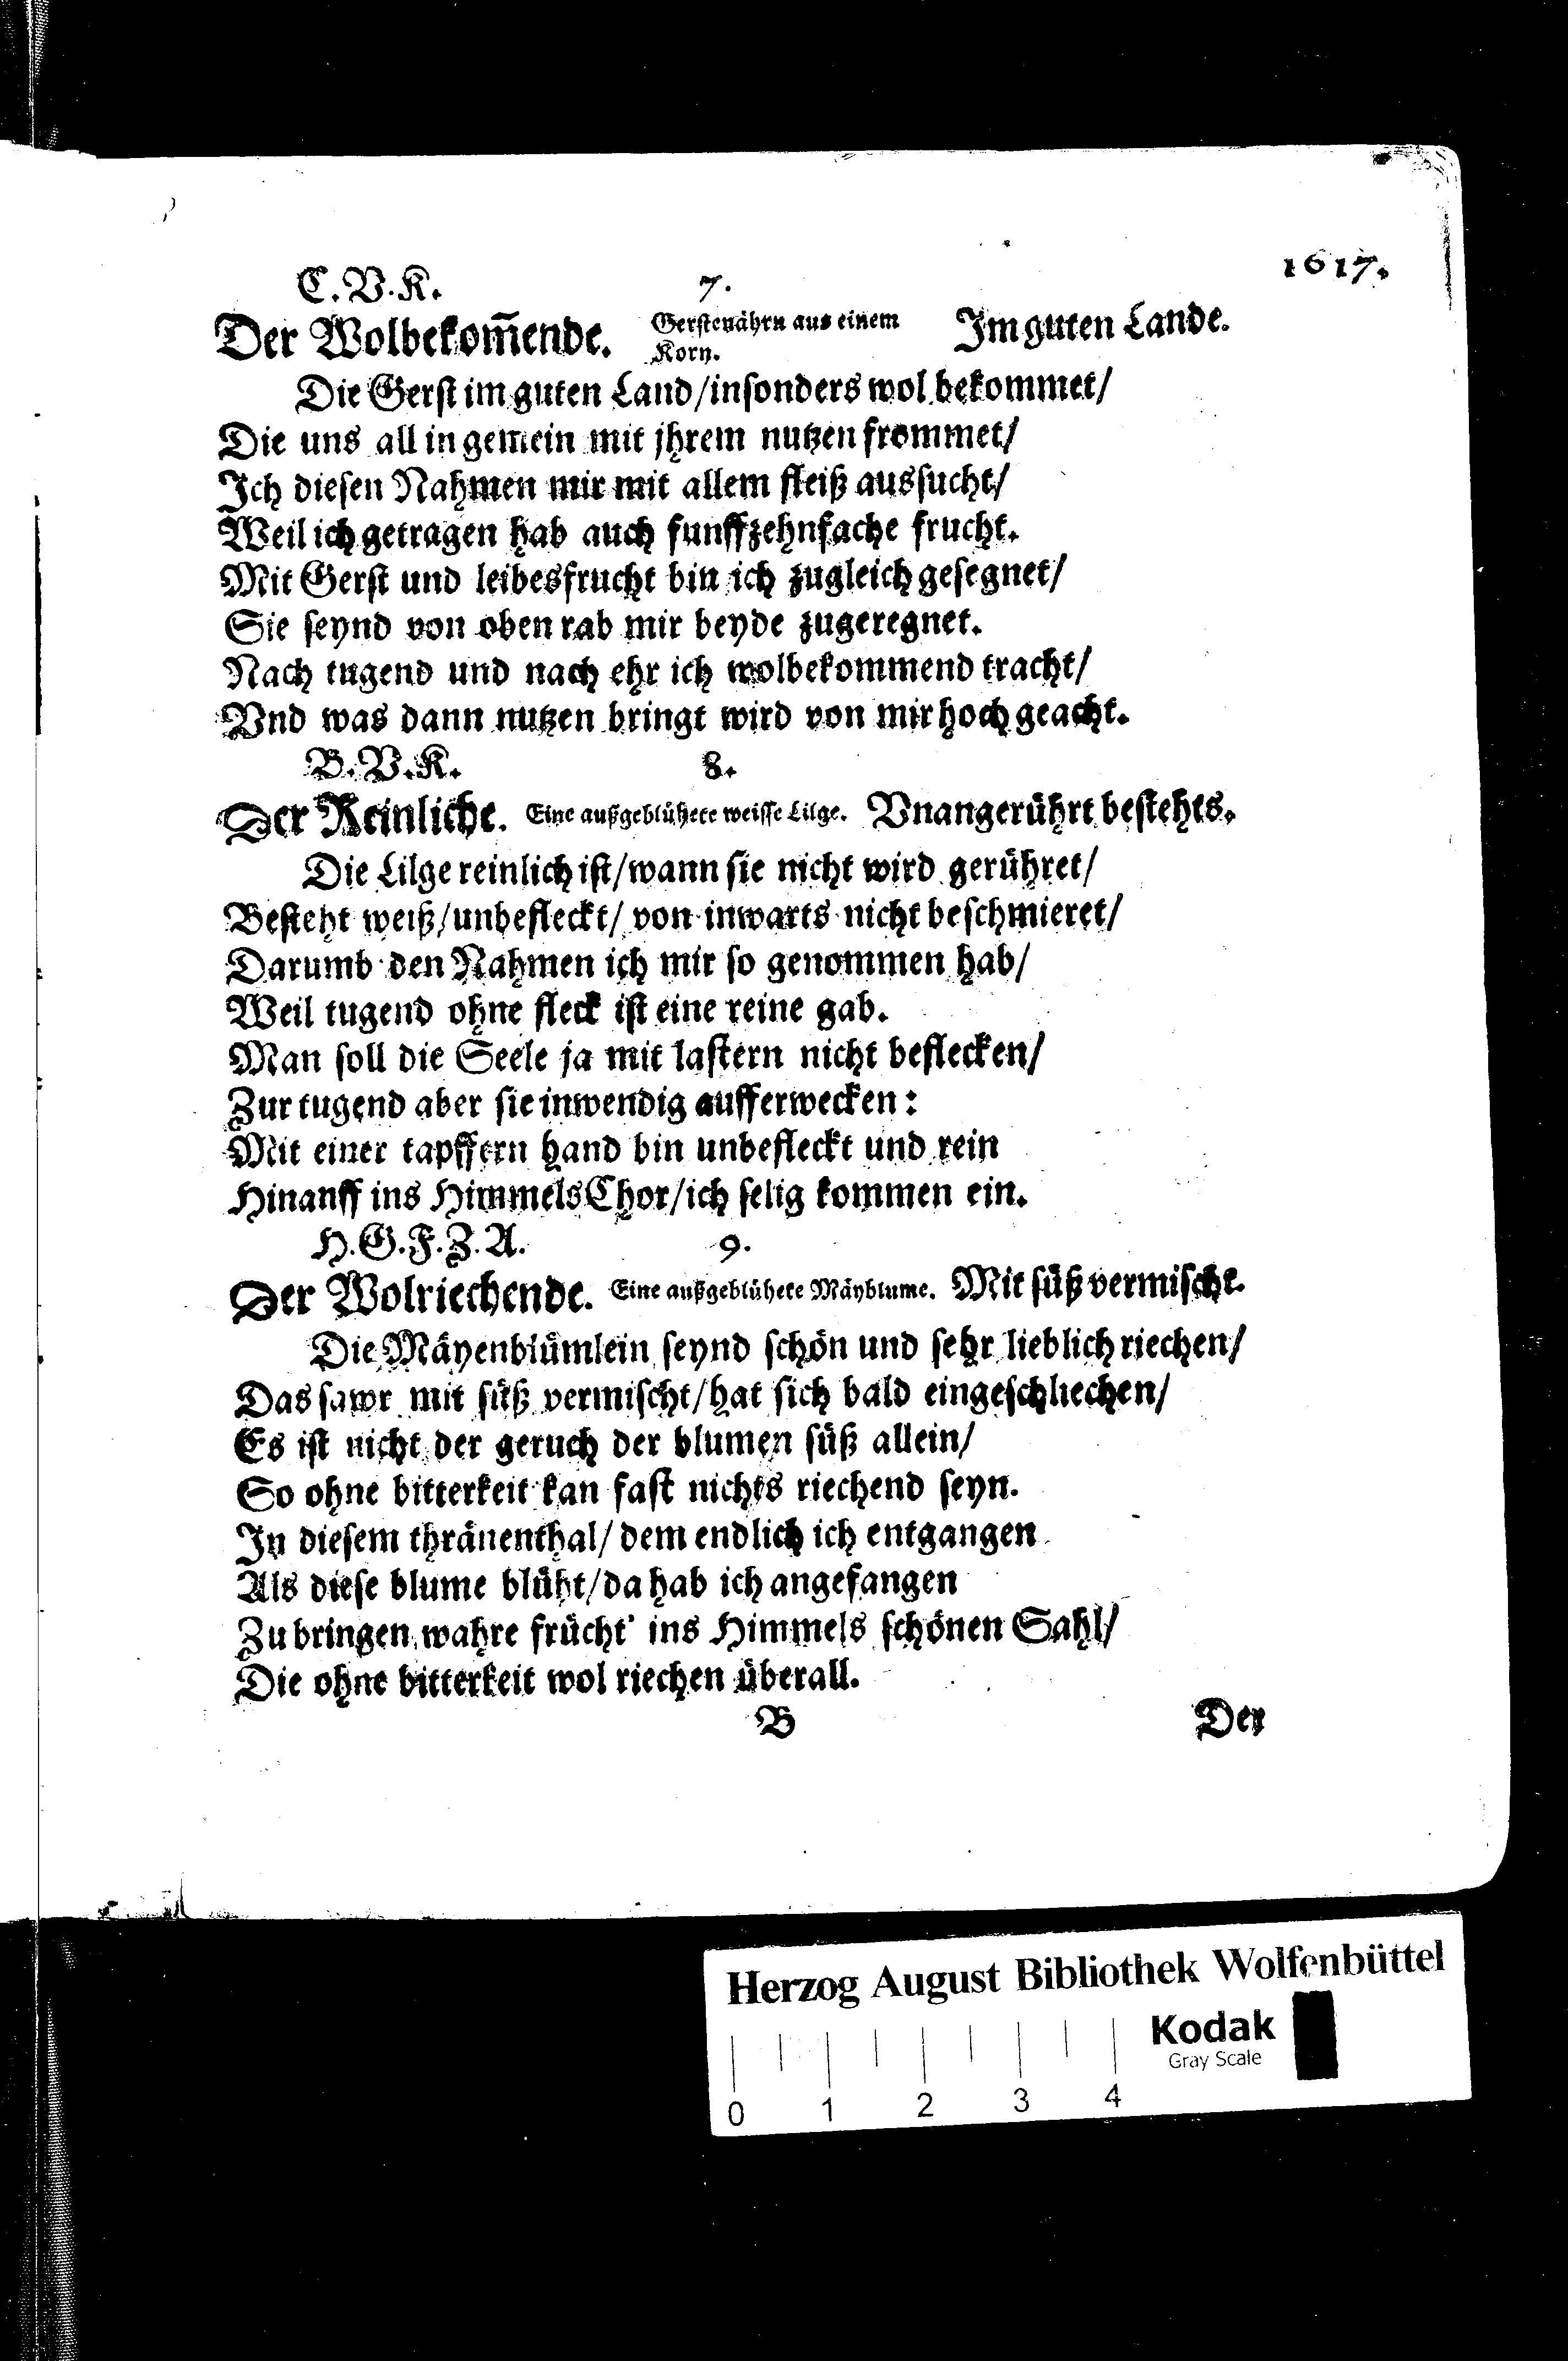 1617.
C. V. K. 7.
Der Wolbekom̃ende. Gerstenährn aus einem Korn. Im guten Lande.
Die Gerst im guten Land/insonders wol bekommet/
Die uns all in gemein mit jhrem nutzen frommet/
Ich diesen Nahmen mir mit allem fleiß aussucht/
Weil ich getragen hab auch funffzehnfache frucht.
Mit Gerst und leibesfrucht bin ich zugleich gesegnet/
Sie seynd von oben rab mir beyde zugeregnet.
Nach tugend und nach ehr ich wolbekommend tracht/
Vnd was dann nutzen bringt wird von mir hoch geacht.
B. V. K. 8.
Der Reinliche. Eine außgeblühete weisse Lilge. Vnangerührt bestehts.
Die Lilge reinlich ist/wann sie nicht wird gerühret/
Besteht weiß/unbefleckt/ von inwarts nicht beschmieret/
Darumb den Nahmen ich mir so genommen hab/
Weil tugend ohne fleck ist eine reine gab.
Man soll die Seele ja mit lastern nicht beflecken/
Zur tugend aber sie inwendig aufferwecken:
Mit einer tapffern hand bin unbefleckt und rein
Hinanff ins Himmels Chor/ich selig kommen ein.
H. G. F. Z. A. 9.
Der Wolriechende. Eine außgeblühete Mäyblume. Mit süß vermischt.
Die Mäyenblümlein seynd schön und sehr lieblich riechen/
Das sawr mit süß vermischt/hat sich bald eingeschliechen/
Es ist nicht der geruch der blumen süß allein/
So ohne bitterkeit kan fast nichts riechend seyn.
In diesem thränenthal/ dem endlich ich entgangen
Als diese blume blüht/da hab ich angefangen
Zu bringen wahre frücht' ins Himmels schönen Sahl/
Die ohne bitterkeit wol riechen überall.
B Der
Herzog August Bibliothek Wolfenbüttel
Kodak
Gray Scale
0 1 2 3 4